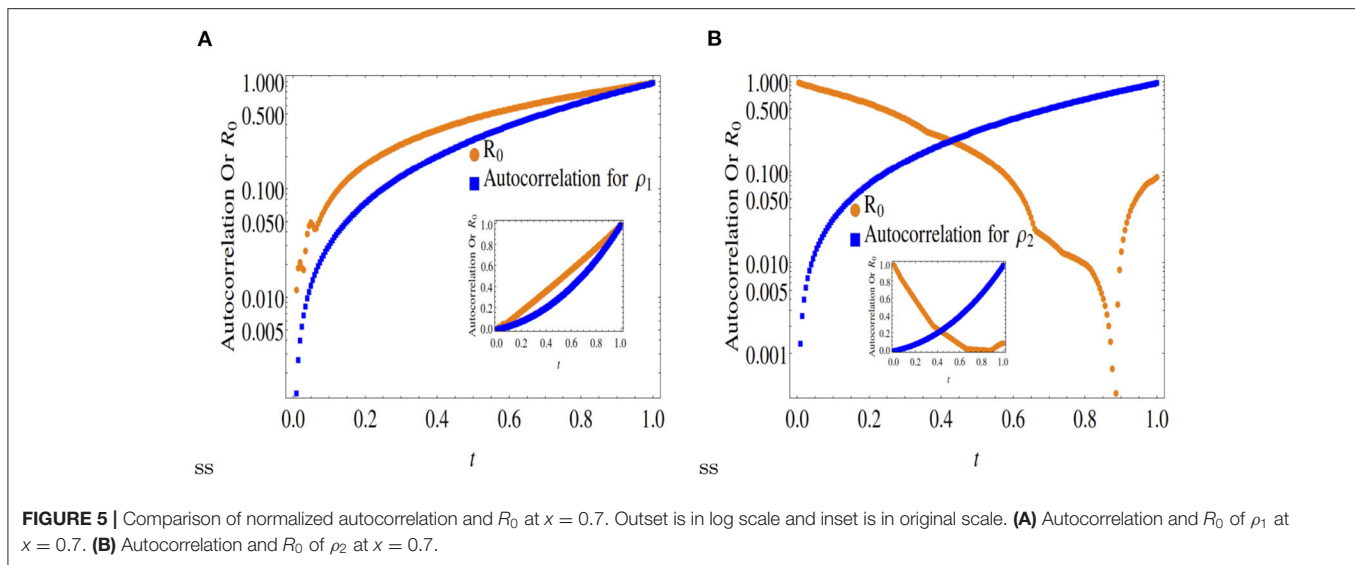 A
Autocorrelation Or R0
1.000
0.500
0.100
0.050
0.010
0.005
R0
Autocorrelation for ρ1
Autocorrelation Or R0
1.0
0.8
0.6
0.4
0.2
0.0
0.0 0.2 0.4 0.6 0.8 1.0
t
0.0 0.2 0.4 0.6 0.8 1.0
t
ss
B
Autocorrelation Or R0
1.000
0.500
0.100
0.050
0.010
0.005
0.001
R0
Autocorrelation for ρ2
Autocorrelation Or R0
1.0
0.8
0.6
0.4
0.2
0.0
0.0 0.2 0.4 0.6 0.8 1.0
t
0.0 0.2 0.4 0.6 0.8 1.0
t
ss
FIGURE 5 | Comparison of normalized autocorrelation and R0 at x = 0.7. Outset is in log scale and inset is in original scale. (A) Autocorrelation and R0 of ρ1 at
x = 0.7. (B) Autocorrelation and R0 of ρ2 at x = 0.7.